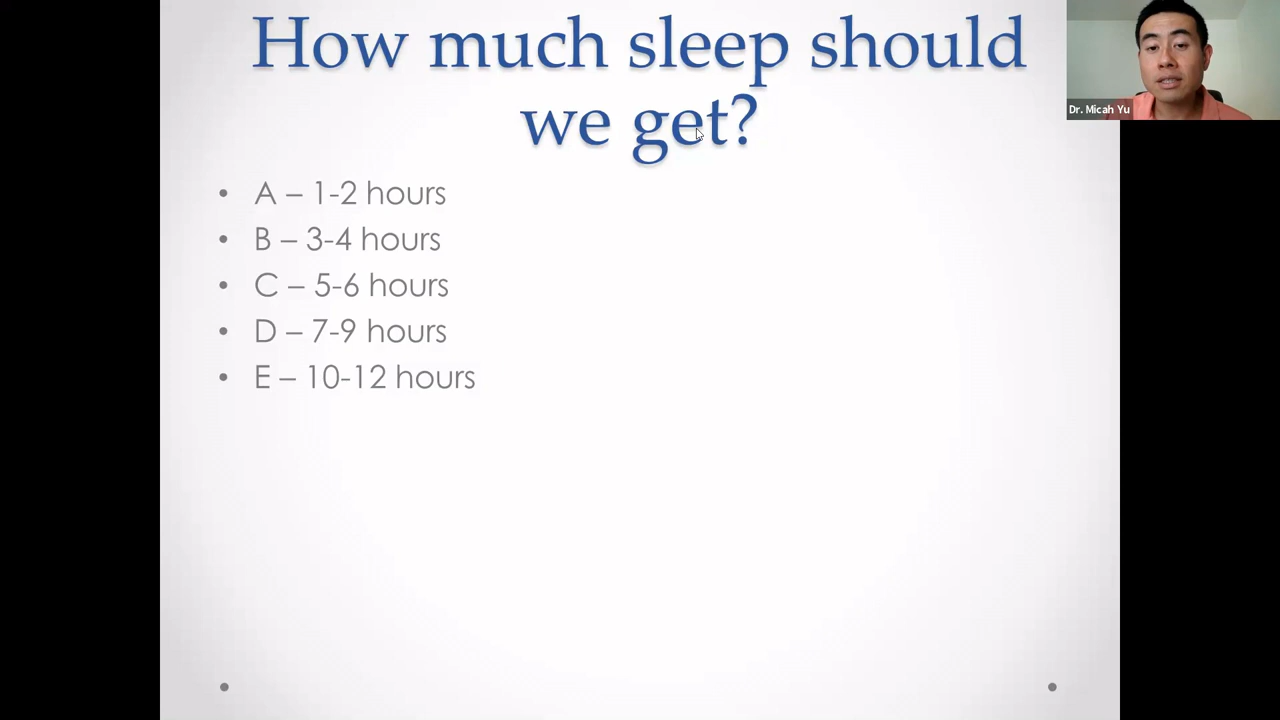 How much sleep should
we get?
• A – 1-2 hours
• B – 3-4 hours
• C – 5-6 hours
• D – 7-9 hours
• E – 10-12 hours
Dr. Micah Yu